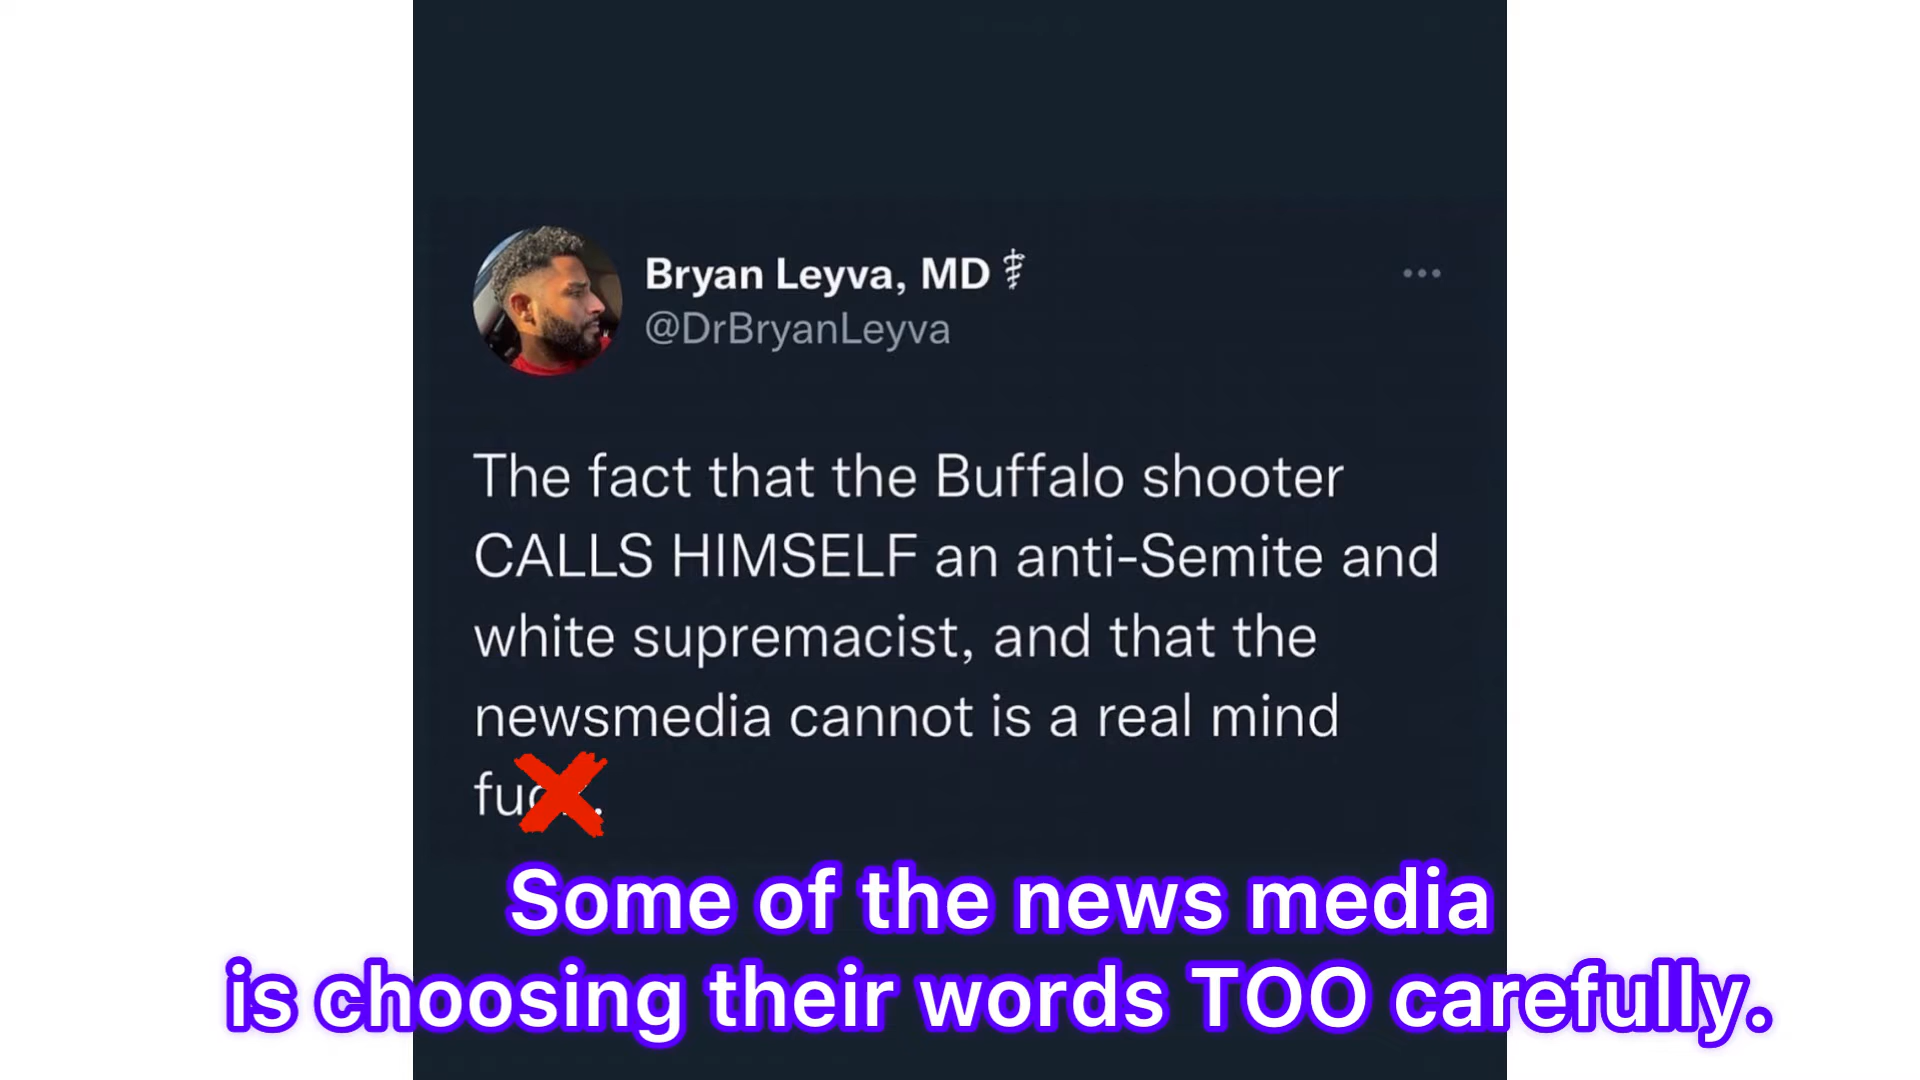 Bryan Leyva, MD
@DrBryanLeyva
The fact that the Buffalo shooter
CALLS HIMSELF an anti-Semite and
white supremacist, and that the
newsmedia cannot is a real mind
fu
Some of the news media
is choosing their words TOO carefully.